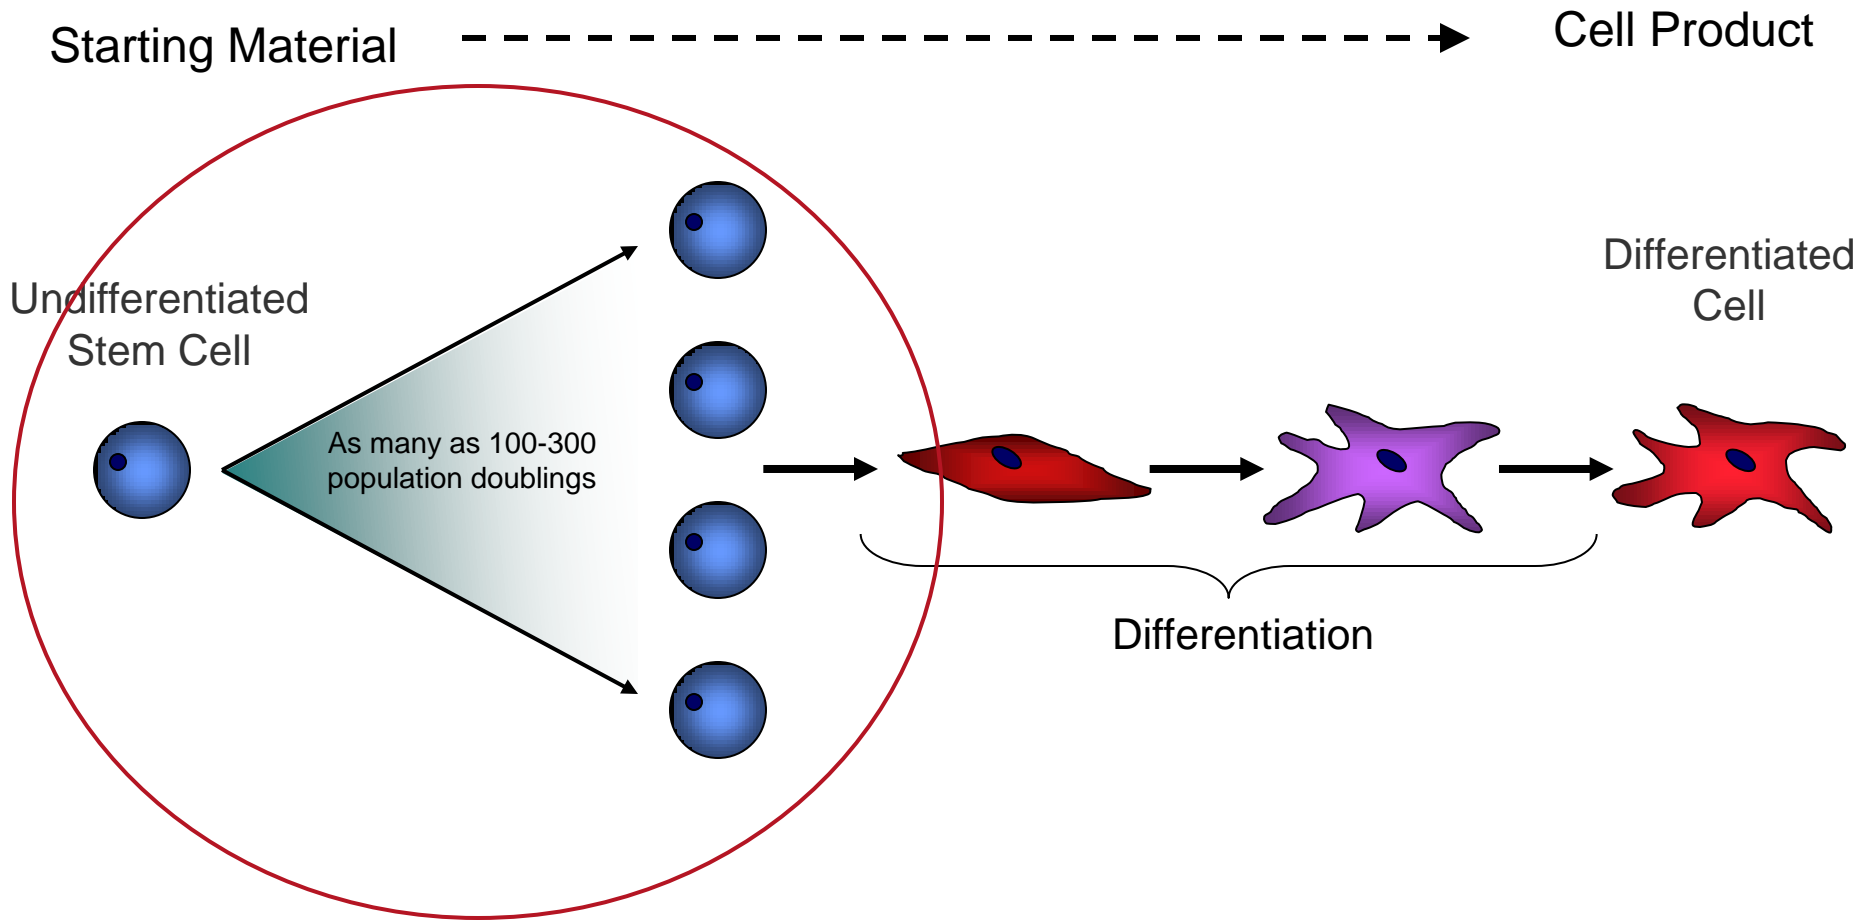 Starting Material
Cell Product
Undifferentiated
Stem Cell
As many as 100-300
population doublings
Differentiated
Cell
Differentiation